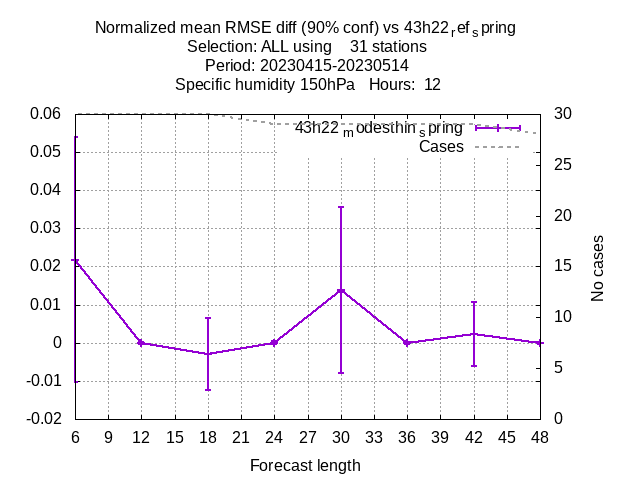 Normalized mean RMSE diff (90% conf) vs 43h22refspring
Selection: ALL using 31 stations
Period: 20230415-20230514
Specific humidity 150hPa Hours: 12
0.06
0.05
0.04
0.03
0.02
0.01
0
-0.01
-0.02
30
25
20
15
10
5
0
43h22modesthinspring
Cases
No cases
6 9 12 15 18 21 24 27 30 33 36 39 42 45 48
Forecast length